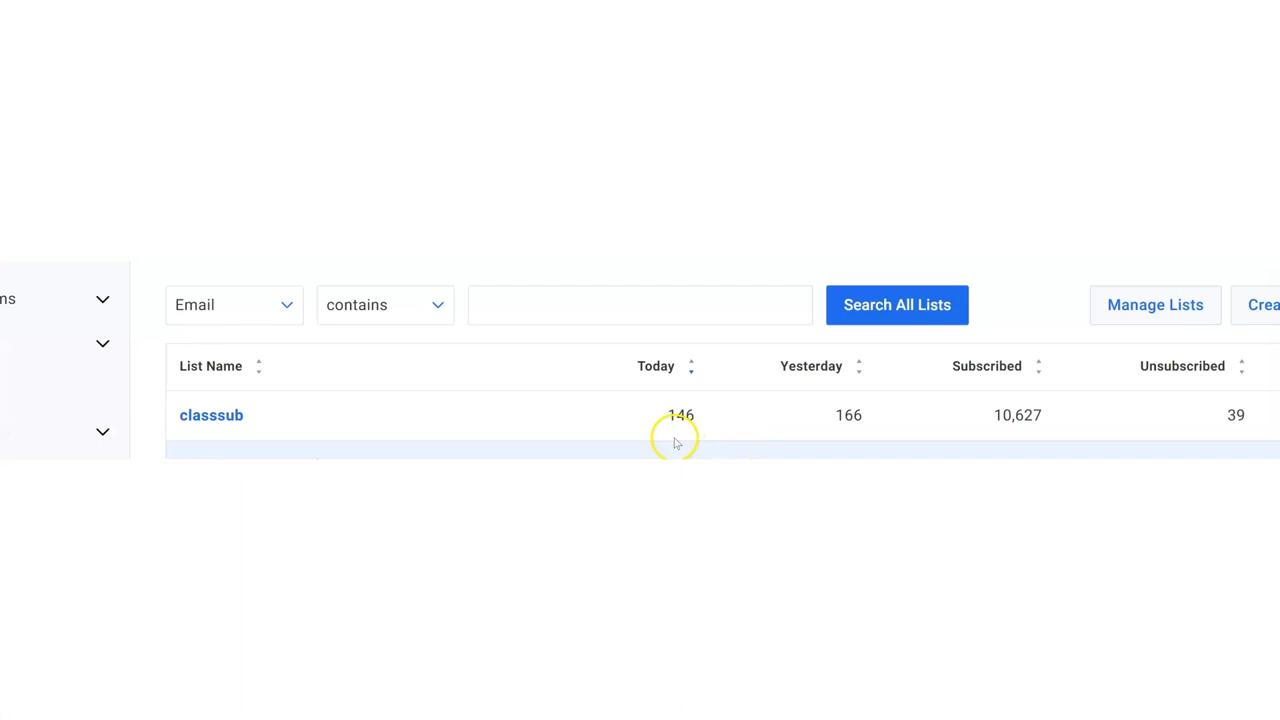 ms
Email contains Search All Lists Manage Lists Crea
List Name Today Yesterday Subscribed Unsubscribed
classsub 146 166 10,627 39